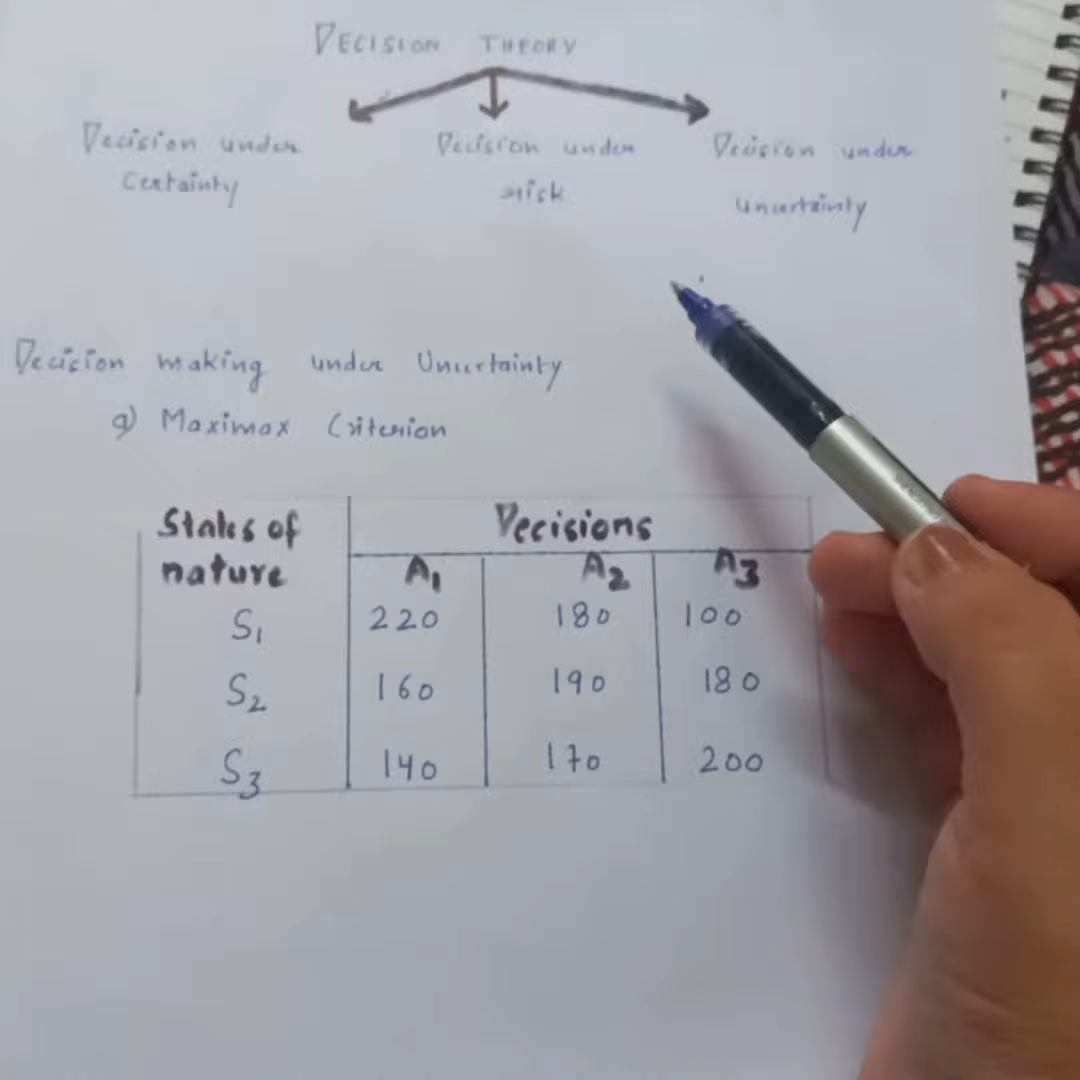 DECISION THEORY
Decision under Decision under Decision under
Certainty risk uncertainty
Decision making under Uncertainty
a) Maximax Criterion
States of Decisions
nature A1 A2 A3
S1 220 180 100
S2 160 190 180
S3 140 170 200